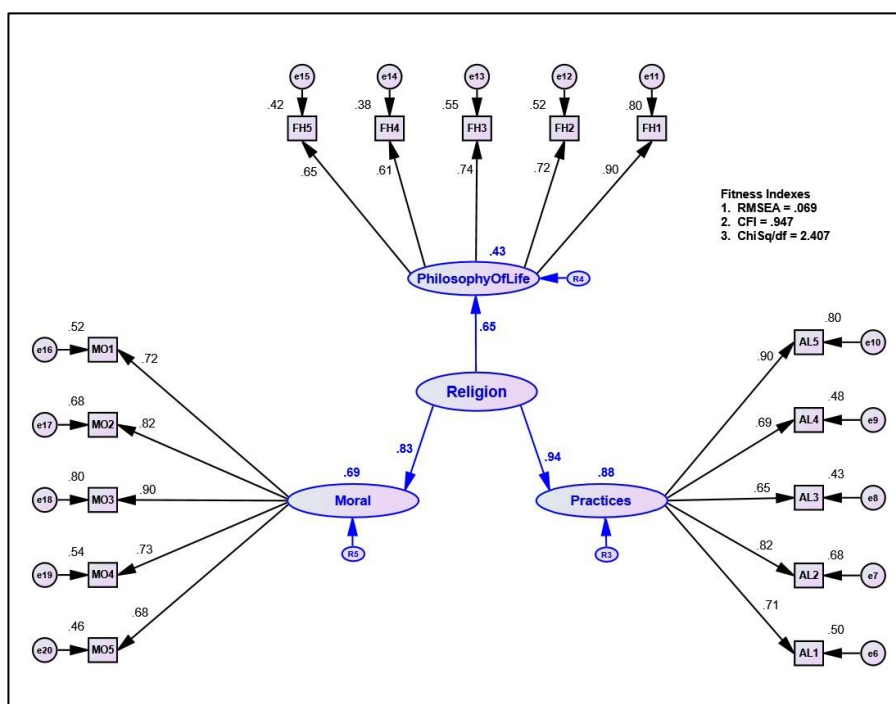 e15
e14
e13
e12
e11
.42
.38
.55
.52
.80
FH5
FH4
FH3
FH2
FH1
.65
.61
.74
.72
.90
Fitness Indexes
1. RMSEA = .069
2. CFI = .947
3. ChiSq/df = 2.407
.43
PhilosophyOfLife
R4
.65
Religion
.83
.94
.69
Moral
R5
.88
Practices
R3
.52
e16
MO1
.72
.68
e17
MO2
.82
.80
e18
MO3
.90
.54
e19
MO4
.73
.46
e20
MO5
.68
.80
AL5
e10
.90
.48
AL4
e9
.69
.43
AL3
e8
.65
.68
AL2
e7
.82
.50
AL1
e6
.71